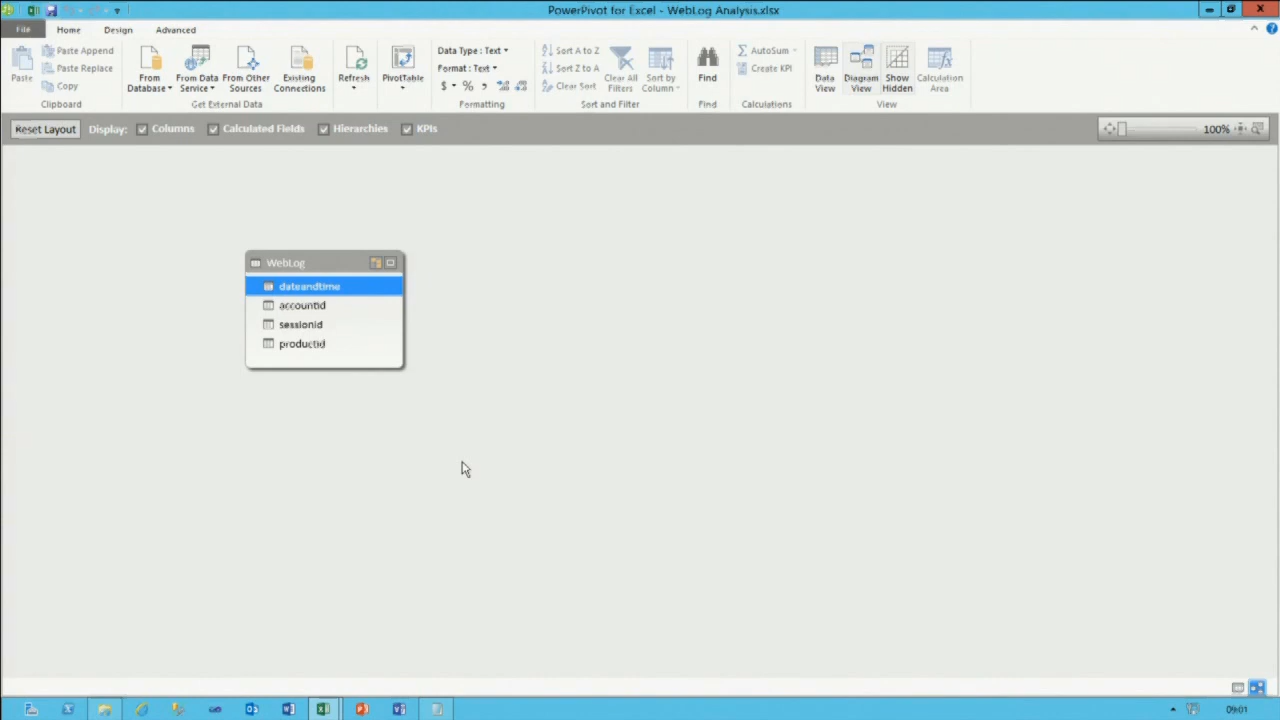 PowerPivot for Excel - WebLog Analysis.xlsx
File Home Design Advanced
Paste
Paste Append
Paste Replace
Copy
Clipboard
From Database
From Data Service
From Other Sources
Existing Connections
Get External Data
Refresh
PivotTable
Data Type : Text
Format : Text
$ % ,
Formatting
Sort A to Z
Sort Z to A
Clear Sort
Clear All Filters
Sort by Column
Sort and Filter
Find
Find
AutoSum
Create KPI
Calculations
Data View
Diagram View
Show Hidden
Calculation Area
View
Reset Layout Display: Columns Calculated Fields Hierarchies KPIs 100%
WebLog
dateandtime
accountid
sessionid
productid
09:01